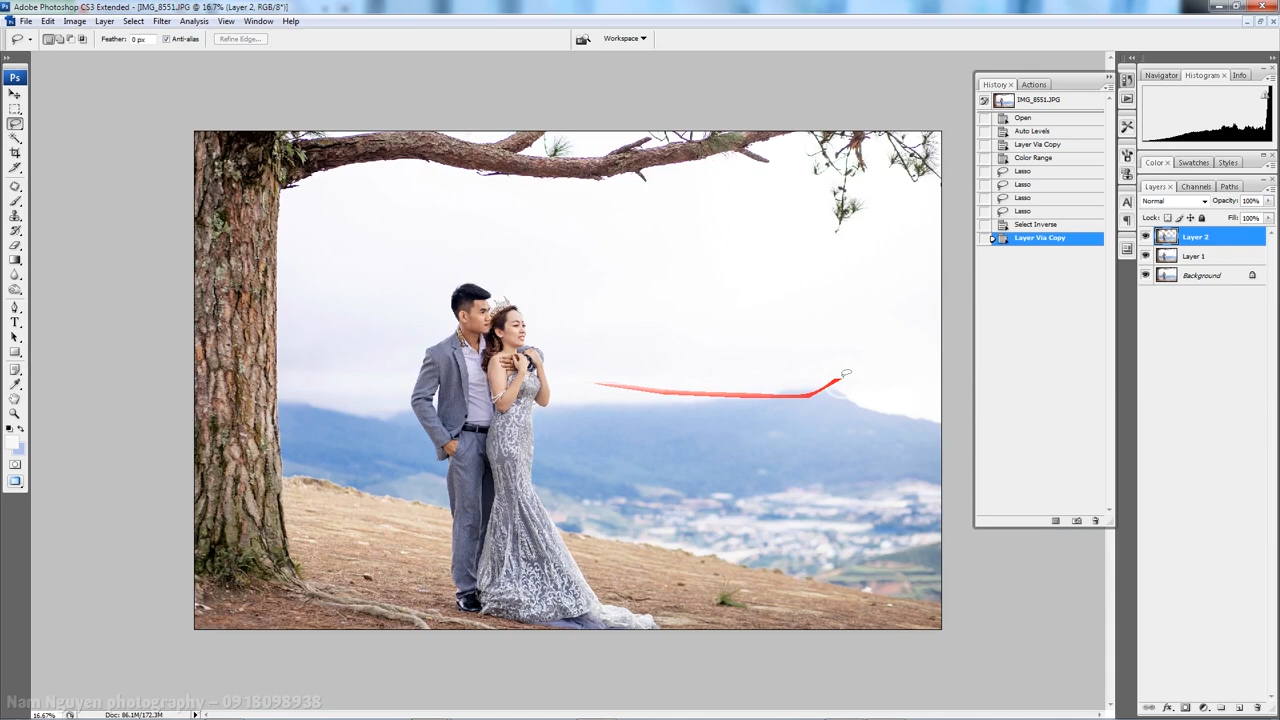 Adobe Photoshop CS3 Extended - [IMG_8551.JPG @ 16.7% (Layer 2, RGB/8*)]
File Edit Image Layer Select Filter Analysis View Window Help
Feather: 0 px Anti-alias Refine Edge... Workspace
Ps
History Actions
IMG_8551.JPG
Open
Auto Levels
Layer Via Copy
Color Range
Lasso
Lasso
Lasso
Lasso
Select Inverse
Layer Via Copy
Navigator Histogram Info
Color Swatches Styles
Layers Channels Paths
Normal Opacity: 100%
Lock: Fill: 100%
Layer 2
Layer 1
Background
Nam Nguyen photography – 0918098938
16.67% Doc: 86.1M/172.3M